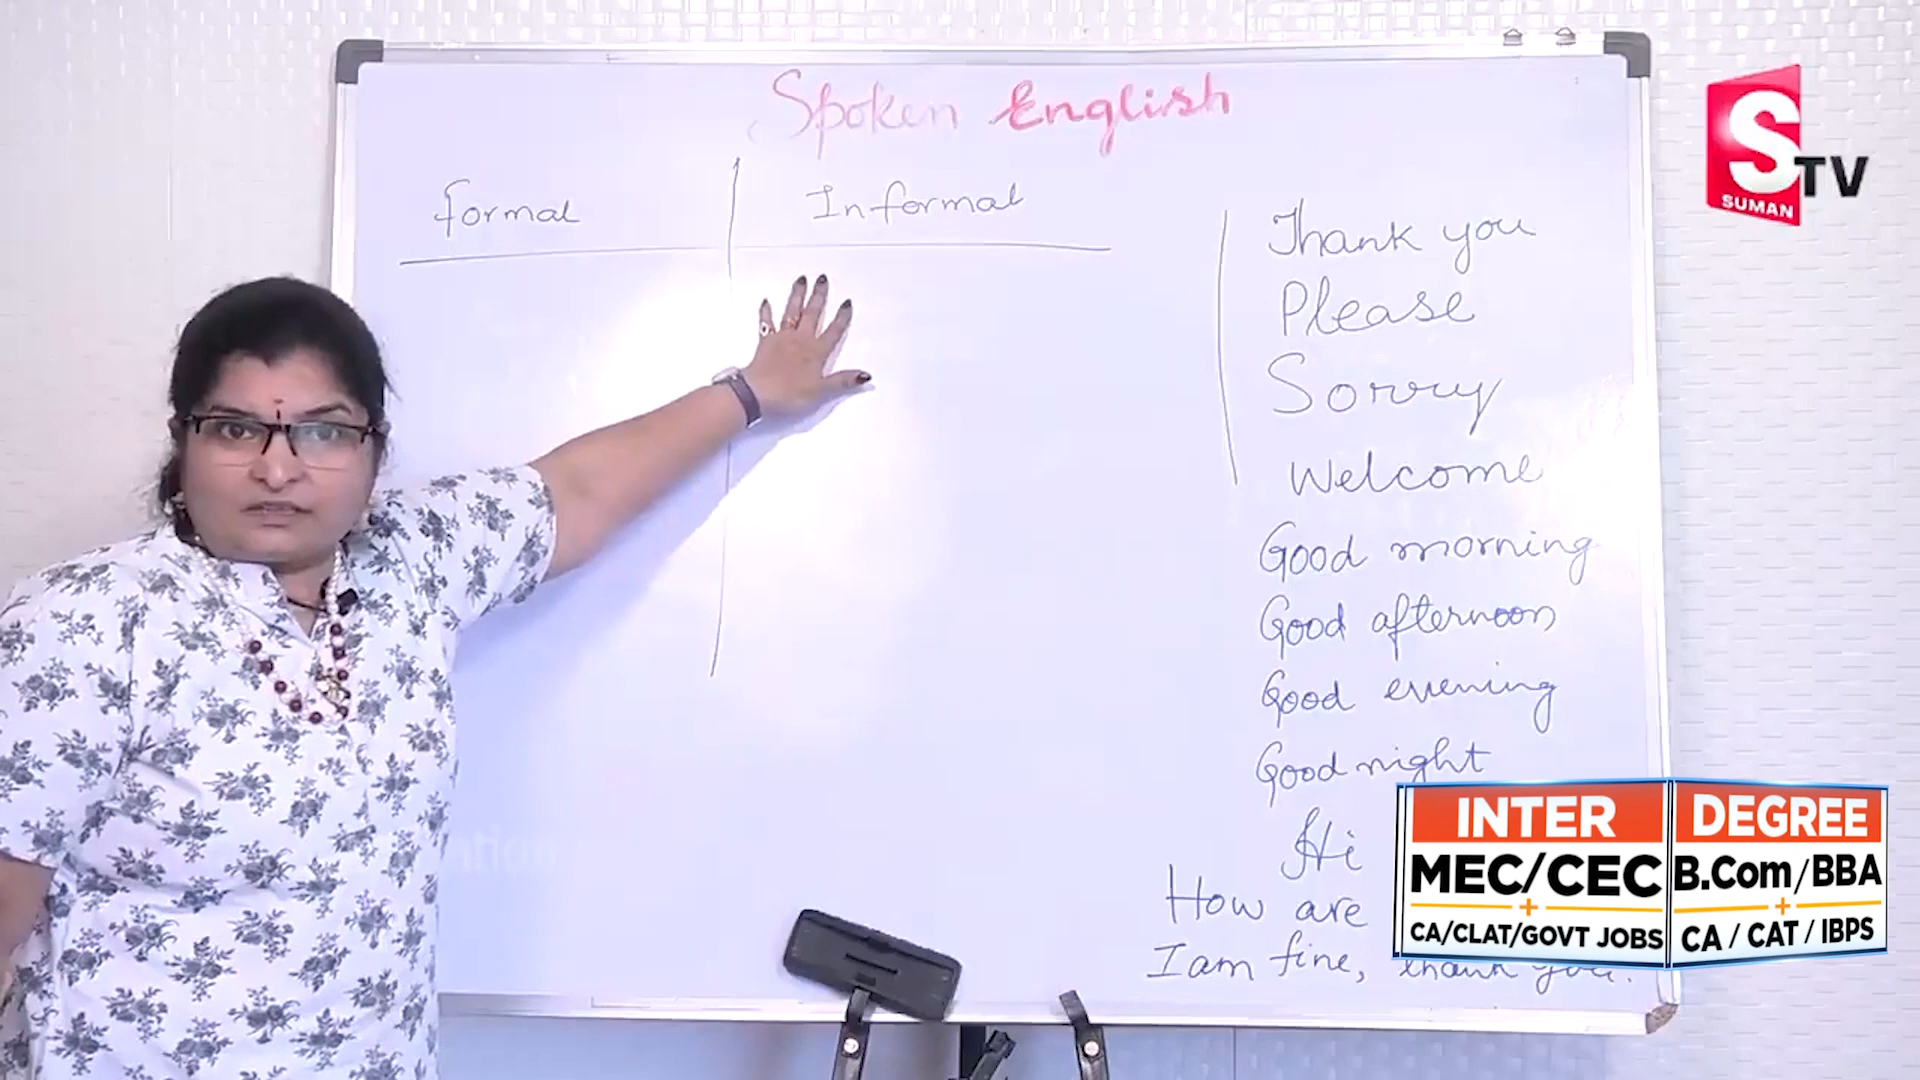 Spoken English
Formal
Informal
Thank you
Please
Sorry
Welcome
Good morning
Good afternoon
Good evening
Good night
Hi
How are
I am fine, thank you.
S TV
SUMAN
INTER
MEC/CEC
+
CA/CLAT/GOVT JOBS
DEGREE
B.Com/BBA
+
CA / CAT / IBPS